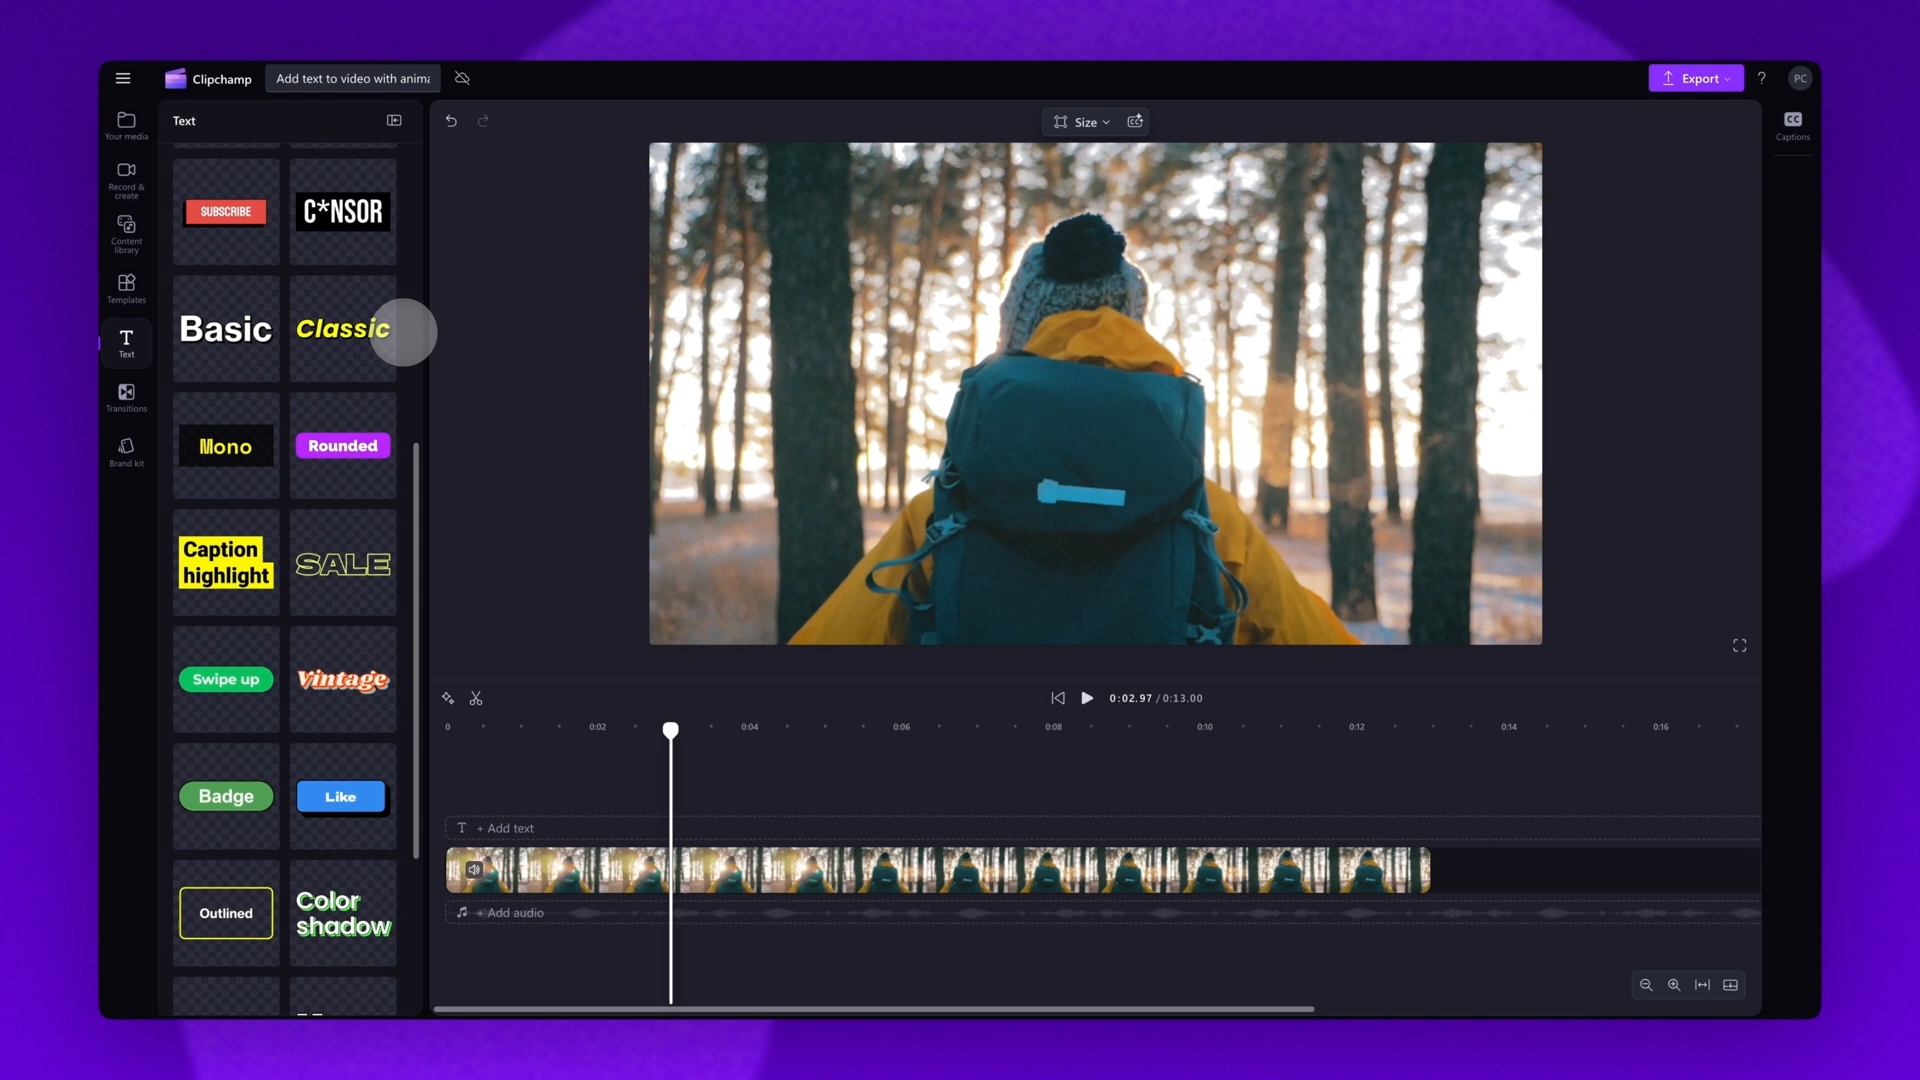 Clipchamp
Add text to video with anima
Export
?
PC
Your media
Record &
create
Content
library
Templates
Text
Transitions
Brand kit
Text
SUBSCRIBE
C*NSOR
Basic
Classic
Mono
Rounded
Caption
highlight
SALE
Swipe up
Vintage
Badge
Like
Outlined
Color
shadow
Size
CC
Captions
0:02.97 / 0:13.00
0
0:02
0:04
0:06
0:08
0:10
0:12
0:14
0:16
T + Add text
+ Add audio